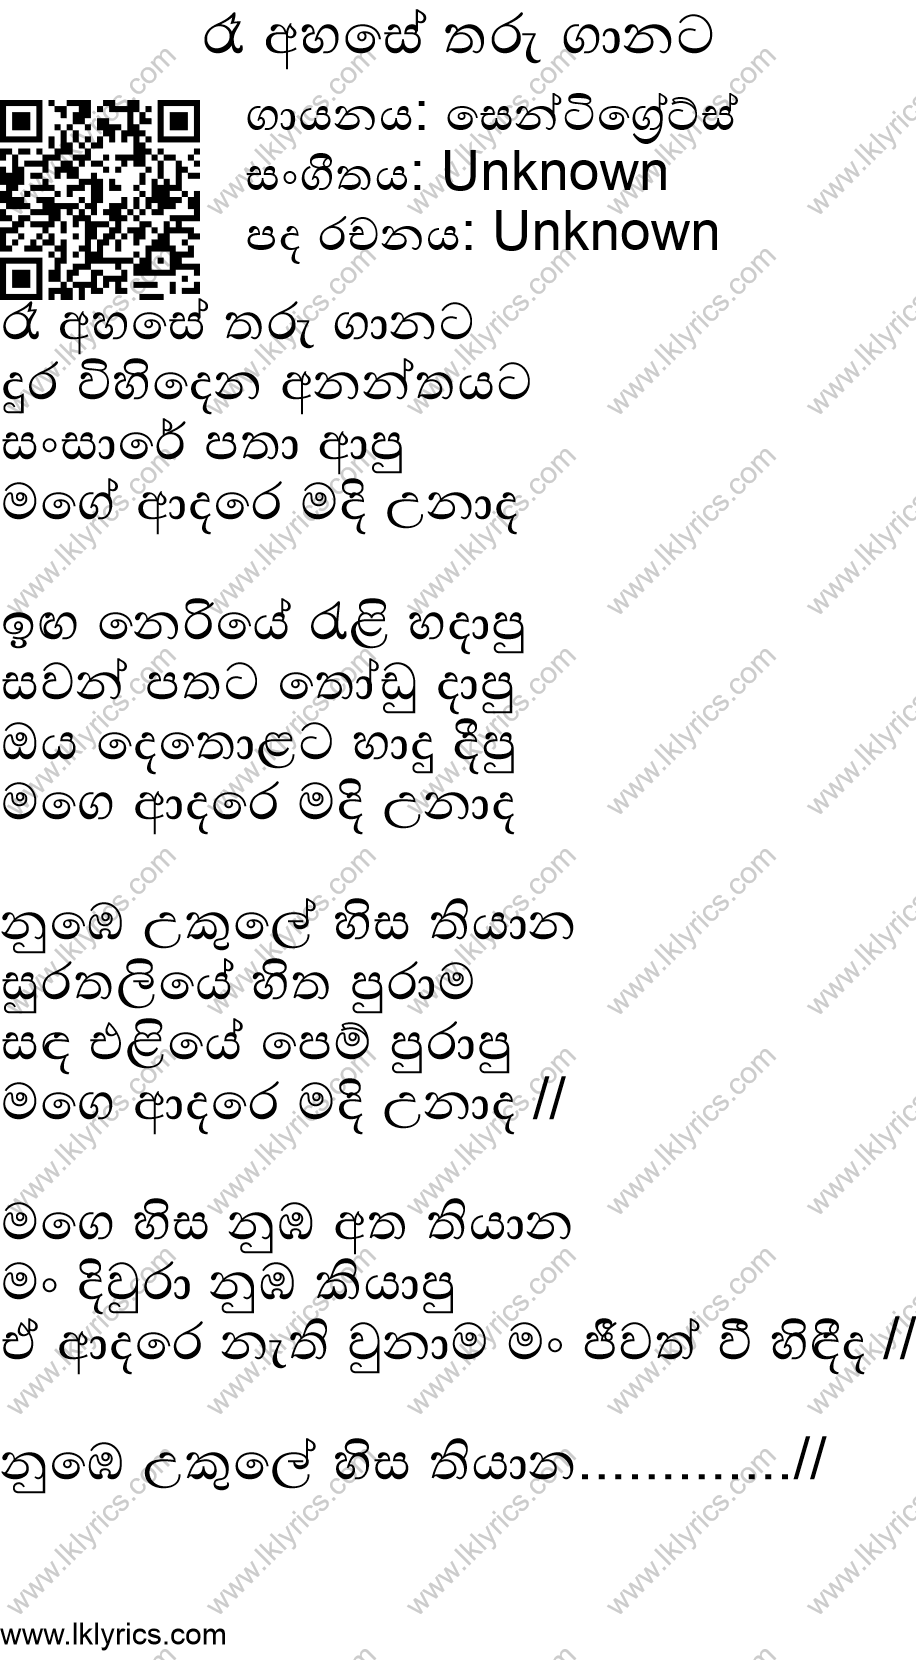 රෑ අහසේ තරු ගානට
ගායනය: සෙන්ටිග්‍රේට්ස්
සංගීතය: Unknown
පද රචනය: Unknown
රෑ අහසේ තරු ගානට
දුර විහිදෙන අනන්තයට
සංසාරේ පතා ආපු
මගේ ආදරෙ මදි උනාද
ඉඟ නෙරියේ රැළි හදාපු
සවන් පතට තෝඩු දාපු
ඔය දෙතොළට හාදු දීපු
මගෙ ආදරෙ මදි උනාද
නුඹෙ උකුලේ හිස තියාන
සුරතලියේ හිත පුරාම
සඳ එළියේ පෙම් පුරාපු
මගෙ ආදරෙ මදි උනාද //
මගෙ හිස නුඹ අත තියාන
මං දිවුරා නුඹ කියාපු
ඒ ආදරෙ නැති වුනාම මං ජීවත් වී හිඳීද //
නුඹෙ උකුලේ හිස තියාන.............//
www.lklyrics.com